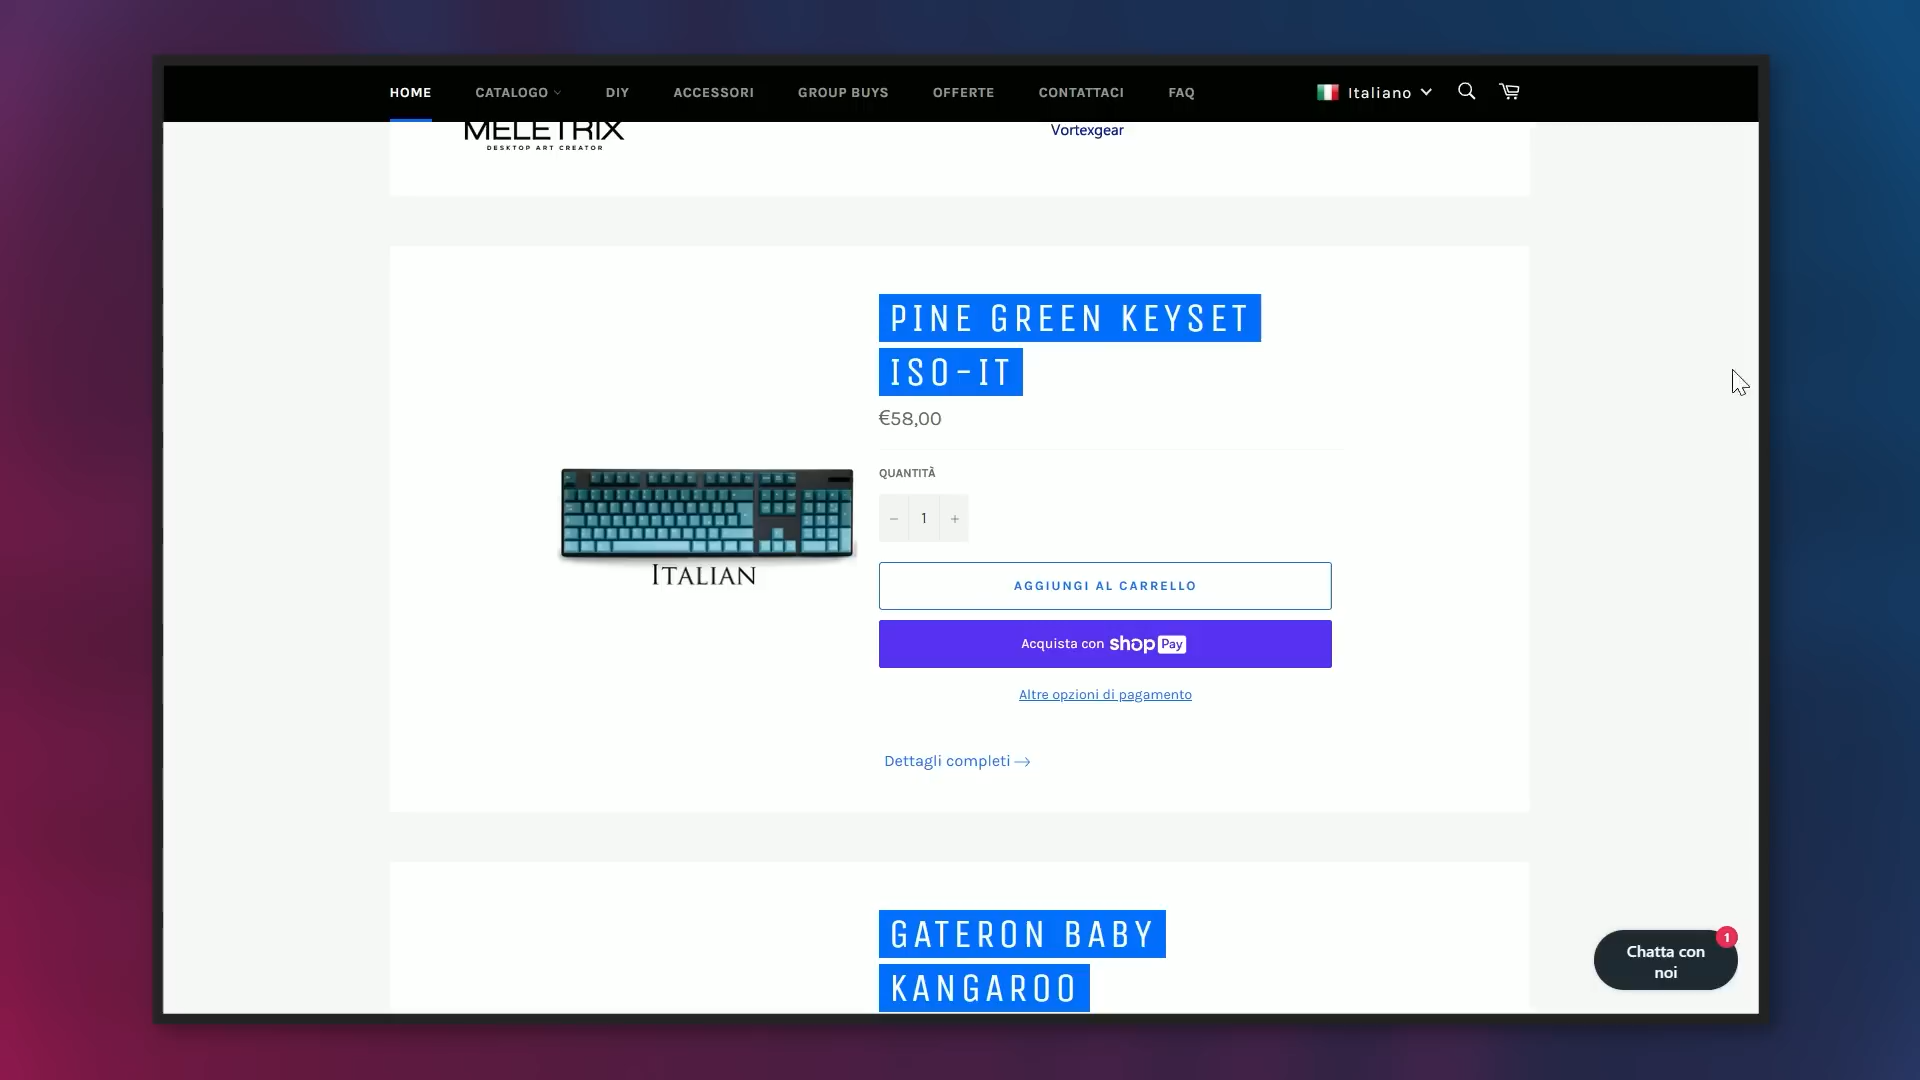 HOME CATALOGO DIY ACCESSORI GROUP BUYS OFFERTE CONTATTACI FAQ Italiano
MELETRIX
DESKTOP ART CREATOR
Vortexgear
PINE GREEN KEYSET
ISO-IT
€58,00
QUANTITÀ
− 1 +
AGGIUNGI AL CARRELLO
Acquista con shop Pay
Altre opzioni di pagamento
Dettagli completi →
ITALIAN
GATERON BABY
KANGAROO
1
Chatta con
noi